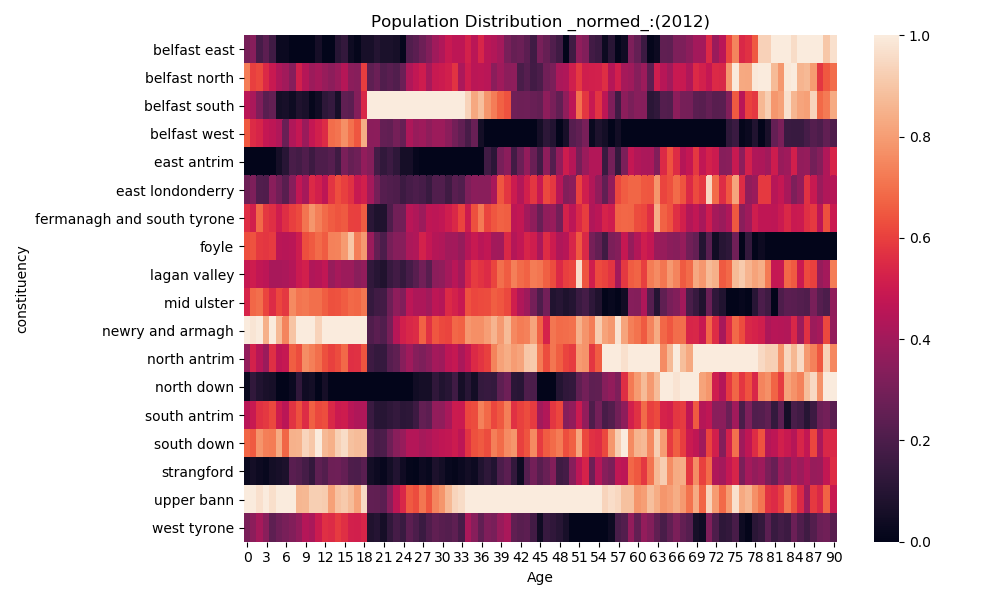 Population Distribution _normed_:(2012)
constituency
belfast east
belfast north
belfast south
belfast west
east antrim
east londonderry
fermanagh and south tyrone
foyle
lagan valley
mid ulster
newry and armagh
north antrim
north down
south antrim
south down
strangford
upper bann
west tyrone
0 3 6 9 12 15 18 21 24 27 30 33 36 39 42 45 48 51 54 57 60 63 66 69 72 75 78 81 84 87 90
Age
1.0
0.8
0.6
0.4
0.2
0.0